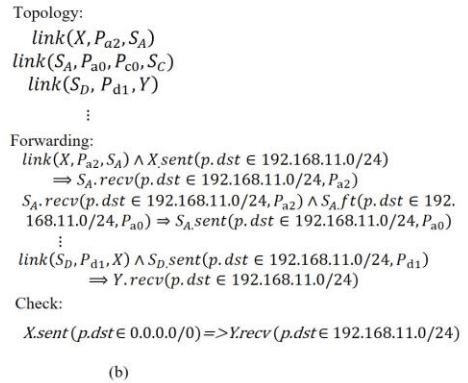 Topology:
link(X, Pa2, SA)
link(SA, Pa0, Pc0, SC)
link(SD, Pd1, Y)
⋮
Forwarding:
link(X, Pa2, SA) ∧ X.sent(p.dst ∈ 192.168.11.0/24)
⟹ SA.recv(p.dst ∈ 192.168.11.0/24, Pa2)
SA.recv(p.dst ∈ 192.168.11.0/24, Pa2) ∧ SA.ft(p.dst ∈ 192.
168.11.0/24, Pa0) ⇒ SA.sent(p.dst ∈ 192.168.11.0/24, Pa0)
⋮
link(SD, Pd1, X) ∧ SD.sent(p.dst ∈ 192.168.11.0/24, Pd1)
⟹ Y.recv(p.dst ∈ 192.168.11.0/24)
Check:
X.sent(p.dst∈ 0.0.0.0/0)=>Y.recv(p.dst∈ 192.168.11.0/24)
(b)